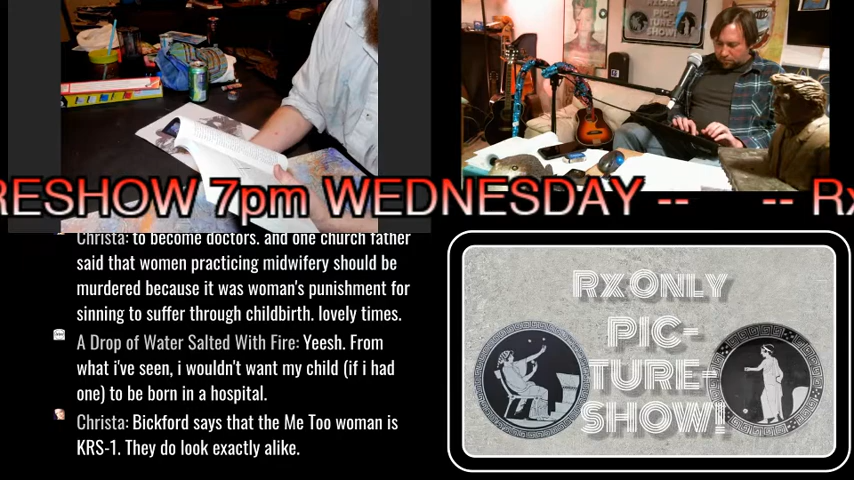 RESHOW 7pm WEDNESDAY -- -- Rx
Christa: to become doctors. and one church father
said that women practicing midwifery should be
murdered because it was woman's punishment for
sinning to suffer through childbirth. lovely times.
A Drop of Water Salted With Fire: Yeesh. From
what i've seen, i wouldn't want my child (if i had
one) to be born in a hospital.
Christa: Bickford says that the Me Too woman is
KRS-1. They do look exactly alike.
RX ONLY
PIC-
TURE-
SHOW!